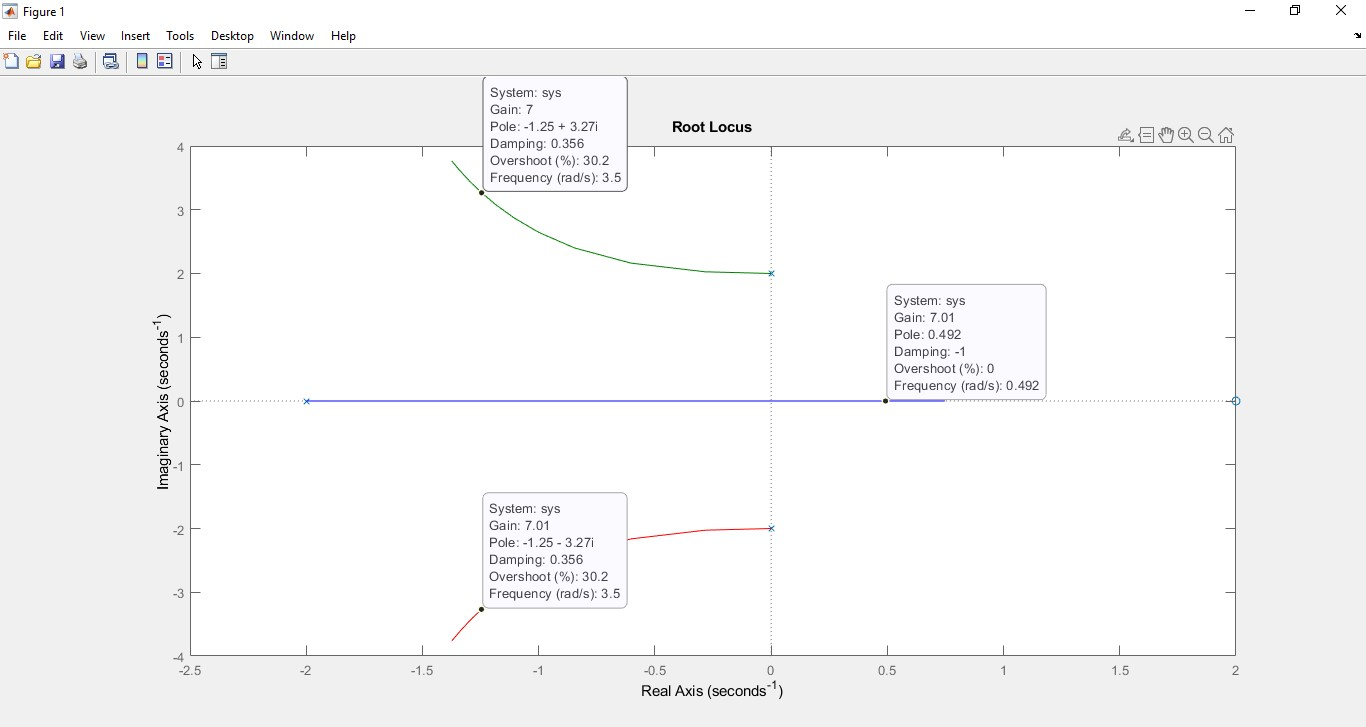 Figure 1
File Edit View Insert Tools Desktop Window Help
System: sys
Gain: 7
Pole: -1.25 + 3.27i
Damping: 0.356
Overshoot (%): 30.2
Frequency (rad/s): 3.5
Root Locus
System: sys
Gain: 7.01
Pole: 0.492
Damping: -1
Overshoot (%): 0
Frequency (rad/s): 0.492
System: sys
Gain: 7.01
Pole: -1.25 - 3.27i
Damping: 0.356
Overshoot (%): 30.2
Frequency (rad/s): 3.5
Imaginary Axis (seconds⁻¹)
4
3
2
1
0
-1
-2
-3
-4
-2.5 -2 -1.5 -1 -0.5 0 0.5 1 1.5 2
Real Axis (seconds⁻¹)